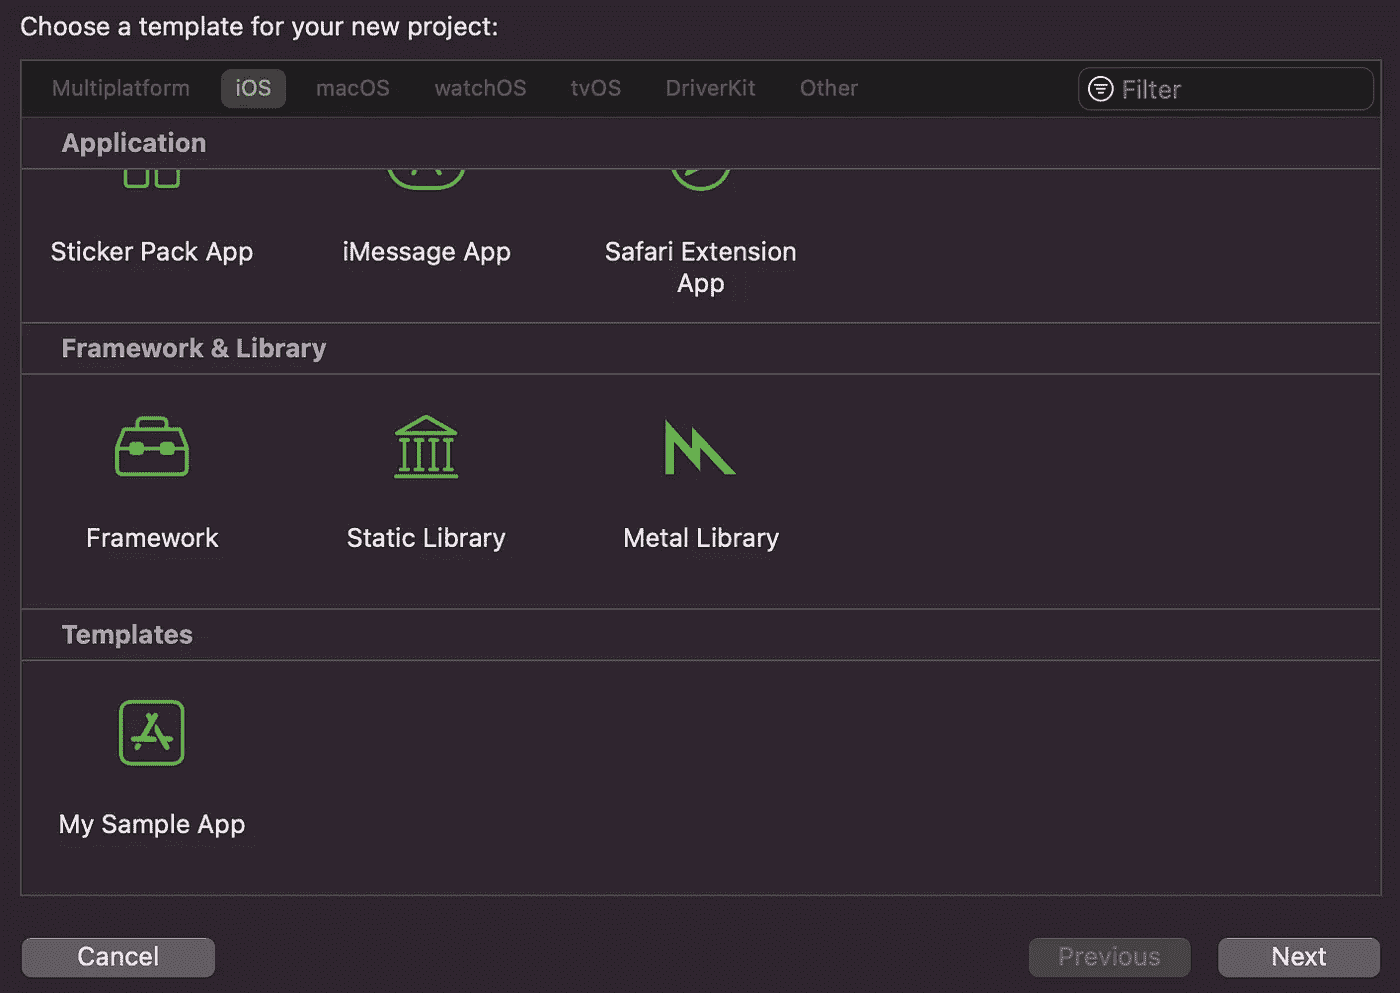 Choose a template for your new project:
Multiplatform iOS macOS watchOS tvOS DriverKit Other Filter
Application
Sticker Pack App iMessage App Safari Extension
App
Framework & Library
Framework Static Library Metal Library
Templates
My Sample App
Cancel Previous Next